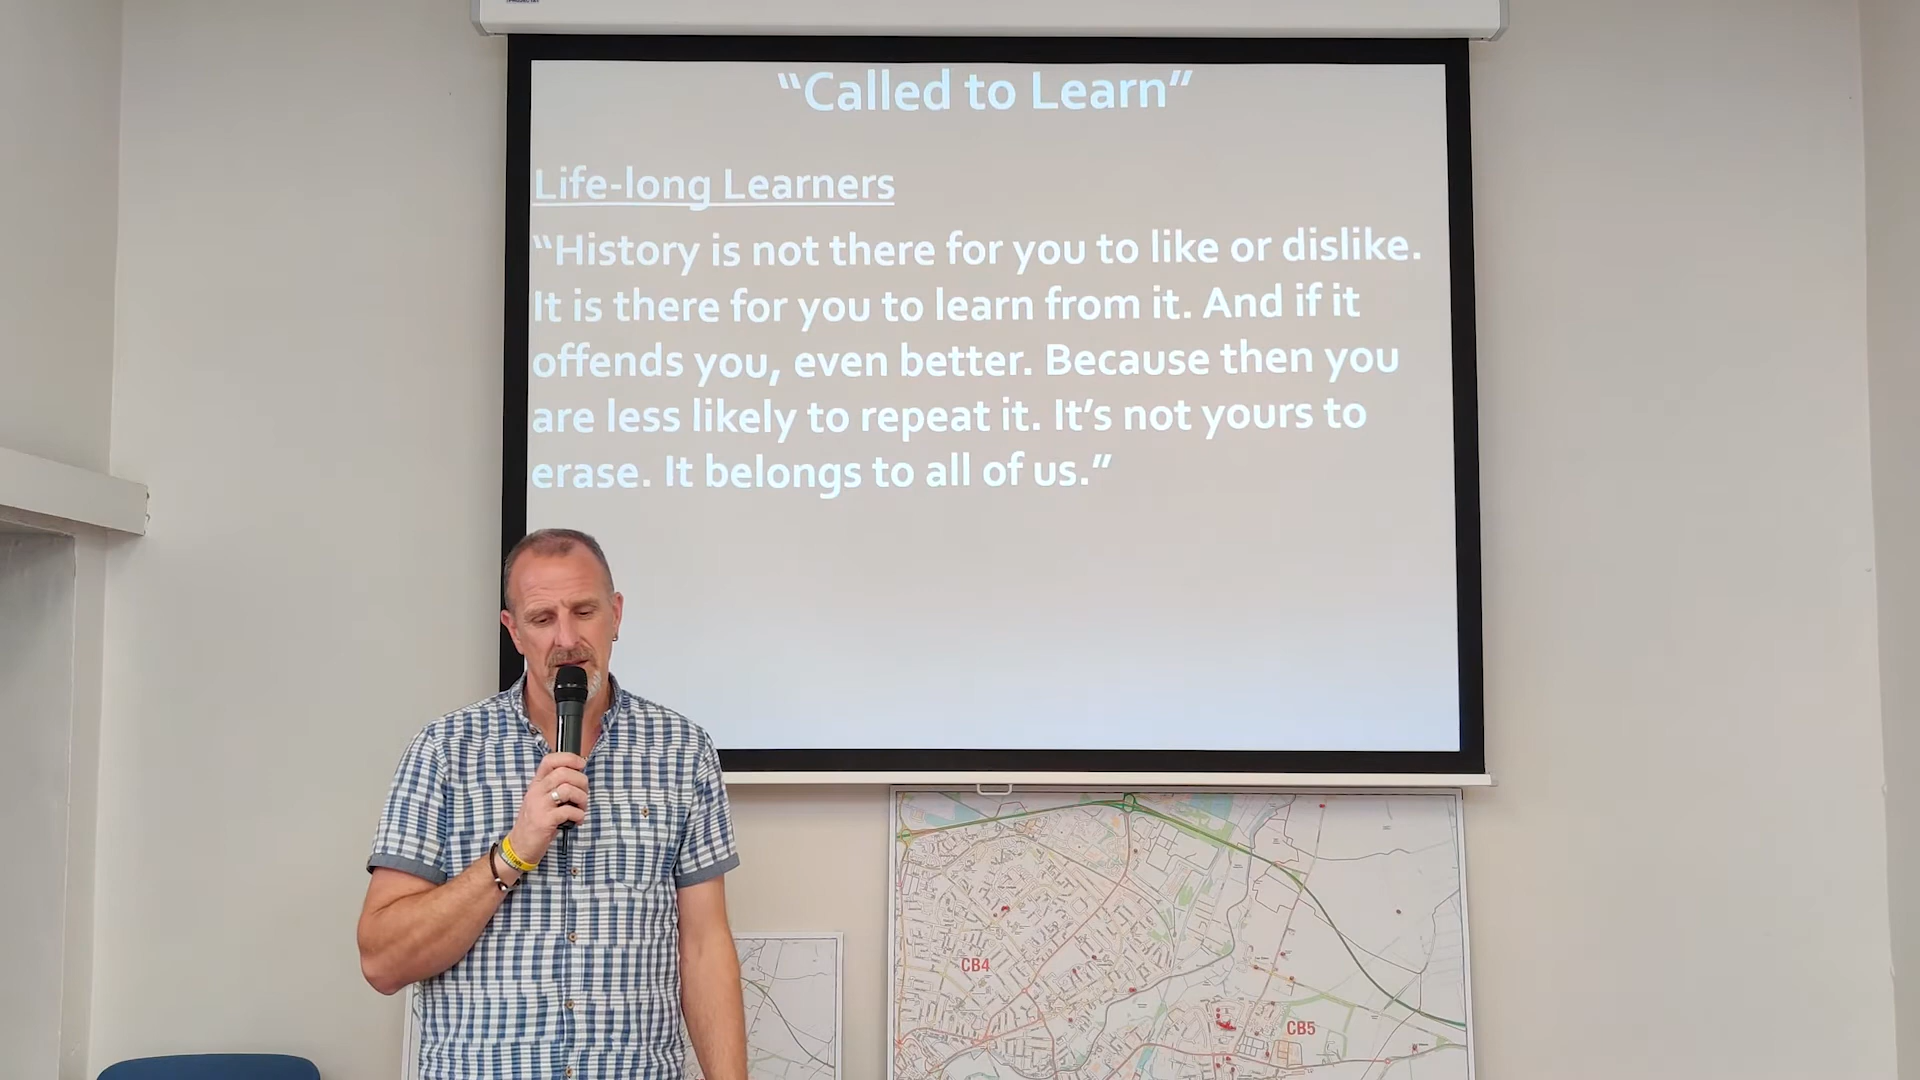 “Called to Learn”
Life-long Learners
“History is not there for you to like or dislike.
It is there for you to learn from it. And if it
offends you, even better. Because then you
are less likely to repeat it. It’s not yours to
erase. It belongs to all of us.”
CB4
CB5